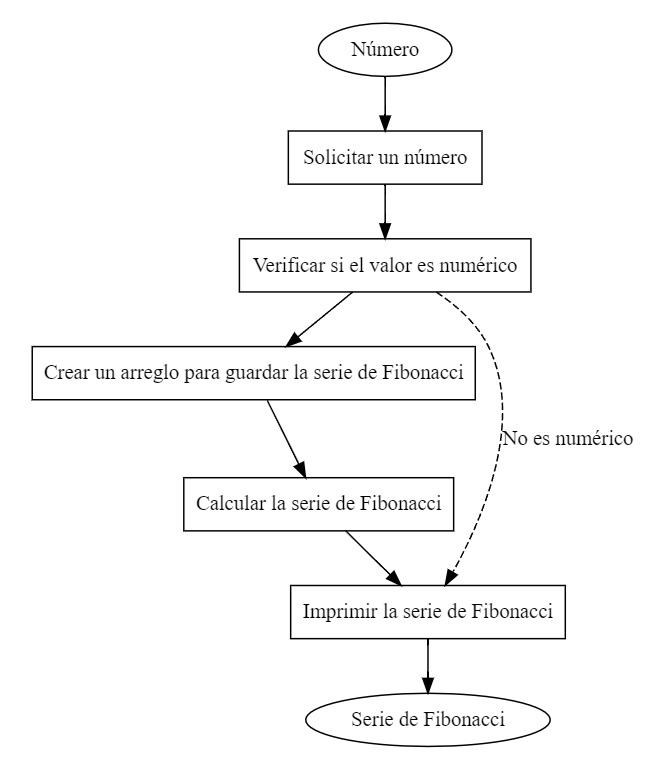 Número
Solicitar un número
Verificar si el valor es numérico
Crear un arreglo para guardar la serie de Fibonacci
No es numérico
Calcular la serie de Fibonacci
Imprimir la serie de Fibonacci
Serie de Fibonacci